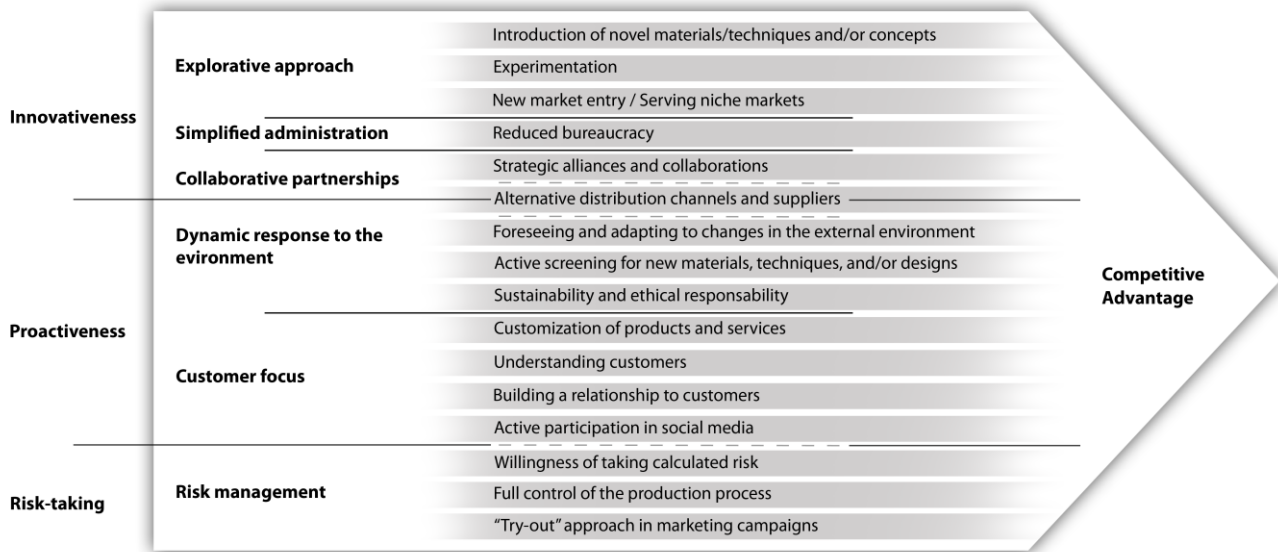 Innovativeness
Explorative approach
Introduction of novel materials/techniques and/or concepts
Experimentation
New market entry / Serving niche markets
Simplified administration
Reduced bureaucracy
Collaborative partnerships
Strategic alliances and collaborations
Alternative distribution channels and suppliers
Proactiveness
Dynamic response to the
evironment
Foreseeing and adapting to changes in the external environment
Active screening for new materials, techniques, and/or designs
Sustainability and ethical responsability
Customer focus
Customization of products and services
Understanding customers
Building a relationship to customers
Active participation in social media
Risk-taking
Risk management
Willingness of taking calculated risk
Full control of the production process
“Try-out” approach in marketing campaigns
Competitive
Advantage